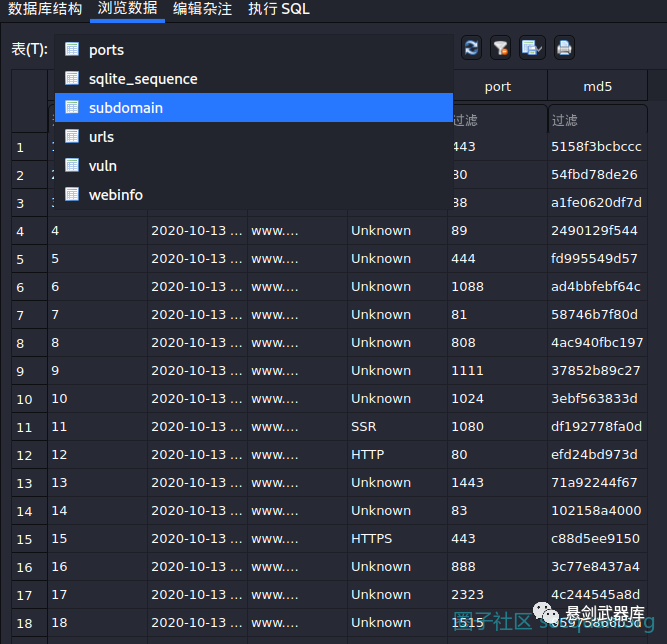 数据库结构 浏览数据 编辑杂注 执行 SQL
表(T):
ports
sqlite_sequence
subdomain
urls
vuln
webinfo
port md5
过滤 过滤
1 443 5158f3bcbccc
2 80 54fbd78de26
3 88 a1fe0620df7d
4 4 2020-10-13 ... www.... Unknown 89 2490129f544
5 5 2020-10-13 ... www.... Unknown 444 fd995549d57
6 6 2020-10-13 ... www.... Unknown 1088 ad4bbfebf64c
7 7 2020-10-13 ... www.... Unknown 81 58746b7f80d
8 8 2020-10-13 ... www.... Unknown 808 4ac940fbc197
9 9 2020-10-13 ... www.... Unknown 1111 37852b89c27
10 10 2020-10-13 ... www.... Unknown 1024 3ebf563833d
11 11 2020-10-13 ... www.... SSR 1080 df192778fa0d
12 12 2020-10-13 ... www.... HTTP 80 efd24bd973d
13 13 2020-10-13 ... www.... Unknown 1443 71a92244f67
14 14 2020-10-13 ... www.... Unknown 83 102158a4000
15 15 2020-10-13 ... www.... HTTPS 443 c88d5ee9150
16 16 2020-10-13 ... www.... Unknown 888 3c77e8437a4
17 17 2020-10-13 ... www.... Unknown 2323 4c244545a8d
18 18 2020-10-13 ... www.... Unknown 1515
圈子社区
悬剑武器库